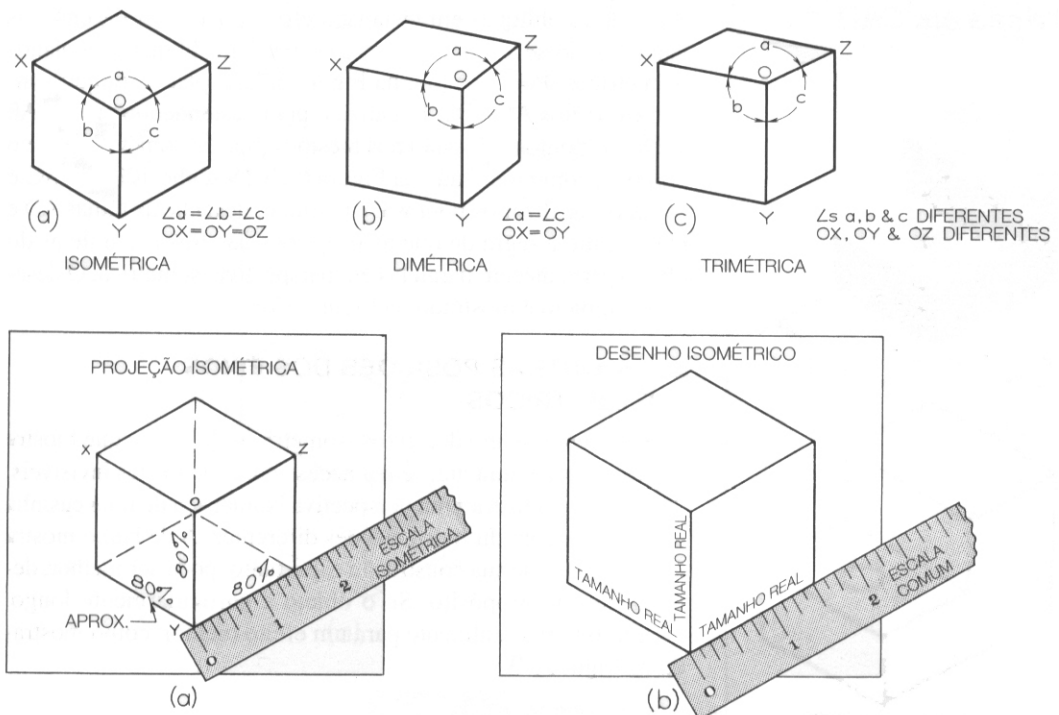 X
a
Z
O
b
c
Y
(a)
∠a=∠b=∠c
OX=OY=OZ
ISOMÉTRICA
X
a
Z
O
b
c
Y
(b)
∠a=∠c
OX=OY
DIMÉTRICA
X
a
Z
O
b
c
Y
(c)
∠s a,b & c DIFERENTES
OX, OY & OZ DIFERENTES
TRIMÉTRICA
PROJEÇÃO ISOMÉTRICA
X
Z
O
80%
80%
80%
APROX.
Y
0
1
2
ESCALA
ISOMÉTRICA
(a)
DESENHO ISOMÉTRICO
TAMANHO REAL
TAMANHO REAL
TAMANHO REAL
0
1
2
ESCALA
COMUM
(b)